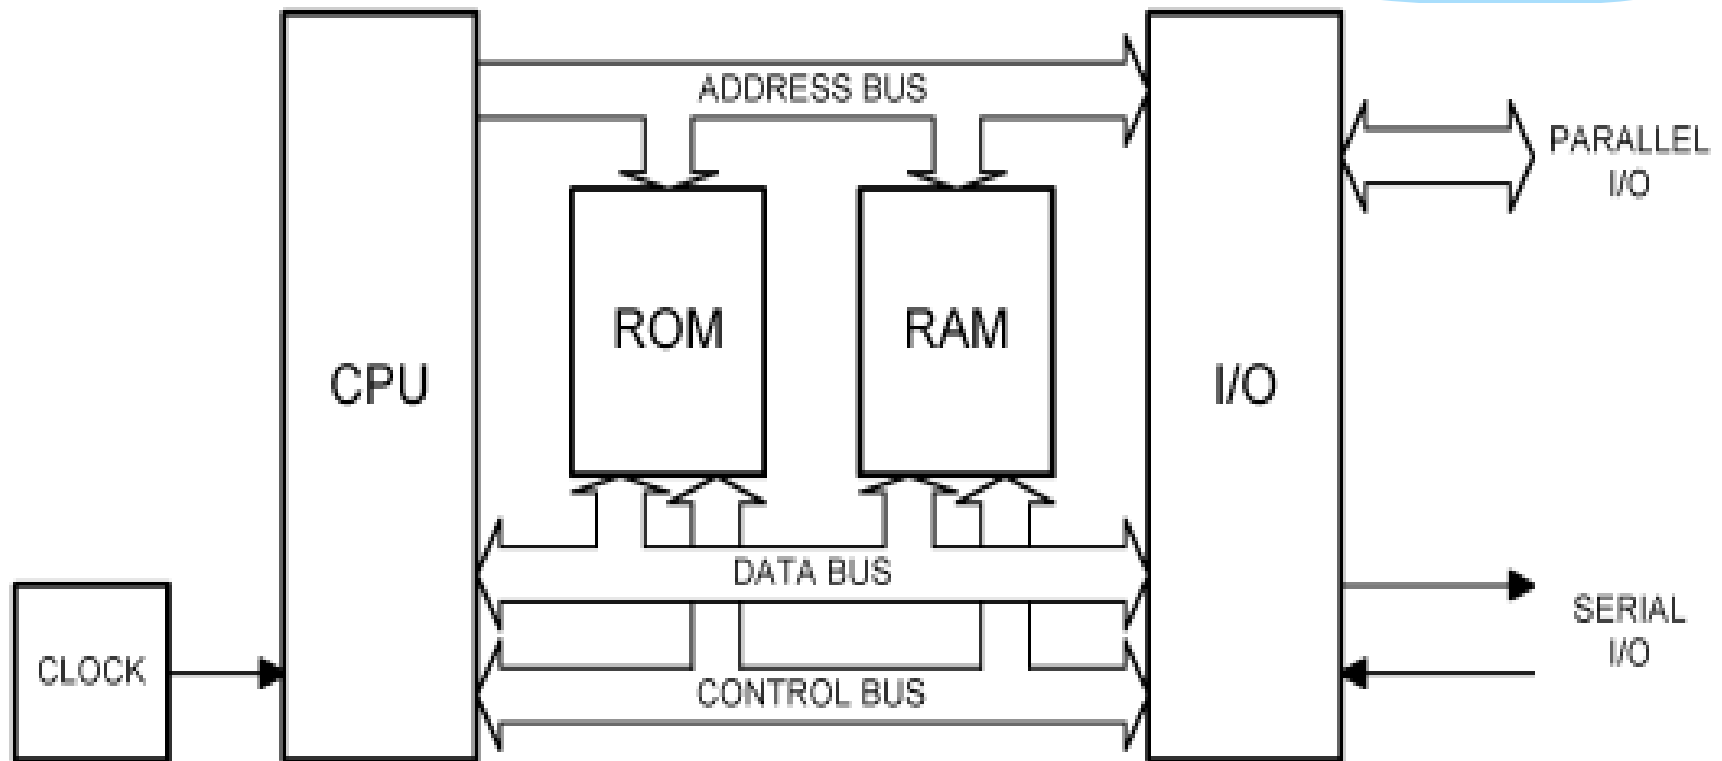 ADDRESS BUS
PARALLEL
I/O
ROM
RAM
CPU
I/O
DATA BUS
SERIAL
I/O
CLOCK
CONTROL BUS